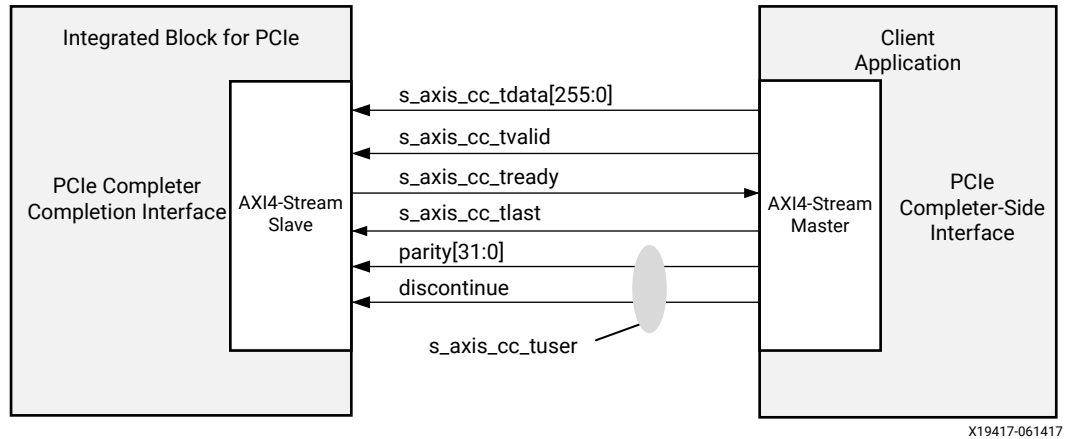 Integrated Block for PCIe
PCIe Completer
Completion Interface
AXI4-Stream
Slave
s_axis_cc_tdata[255:0]
s_axis_cc_tvalid
s_axis_cc_tready
s_axis_cc_tlast
parity[31:0]
discontinue
s_axis_cc_tuser
Client
Application
AXI4-Stream
Master
PCIe
Completer-Side
Interface
X19417-061417